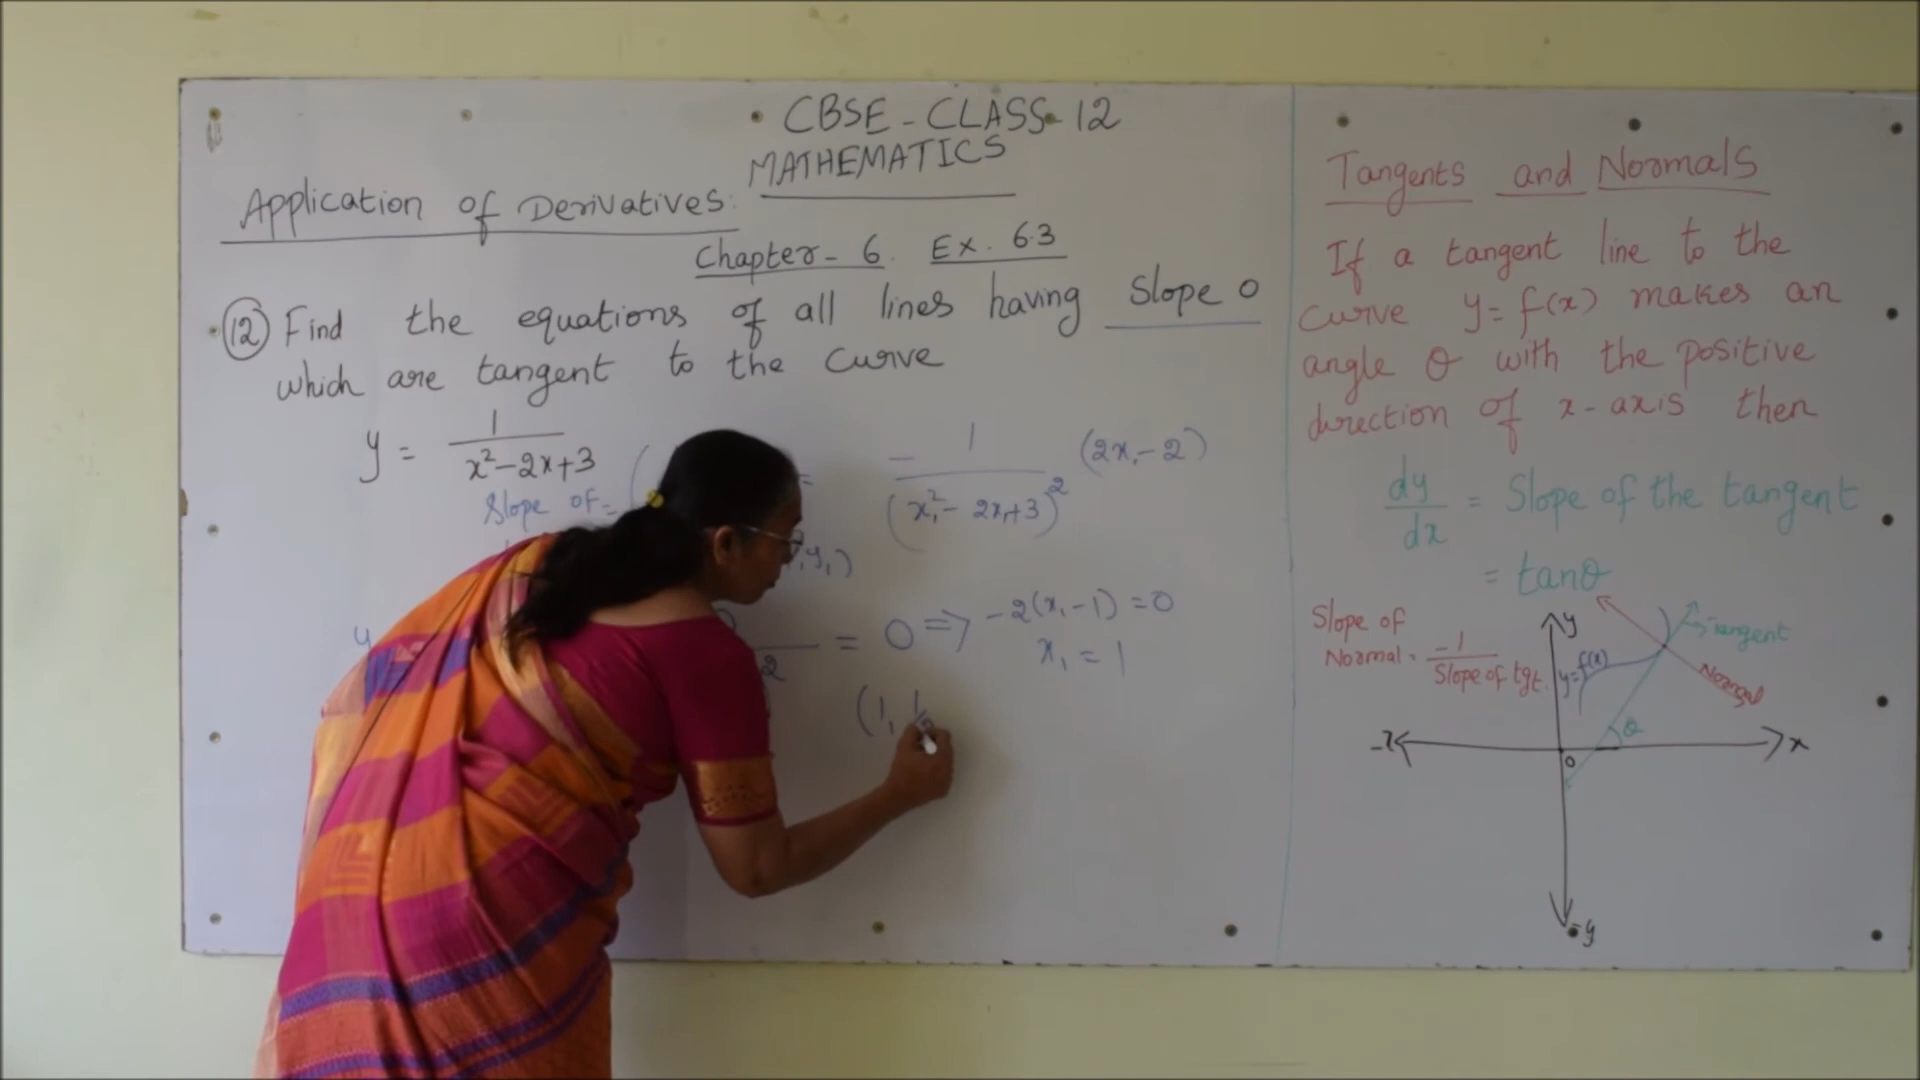 CBSE - CLASS - 12
MATHEMATICS
Application of Derivatives:
Chapter - 6. Ex. 6.3
(12) Find the equations of all lines having Slope 0
which are tangent to the curve
y = 1/(x²-2x+3)
Slope of =
- 1/(x₁²- 2x₁+3)² (2x₁-2)
,y₁)
= 0 => -2(x₁-1) = 0
x₁ = 1
(1, 1/2
Tangents and Normals
If a tangent line to the
curve y = f(x) makes an
angle θ with the positive
direction of x-axis then
dy/dx = Slope of the tangent
= tanθ
Slope of
Normal = -1/Slope of tgt.
y
Tangent
y=f(x)
Normal
θ
x
0
-y